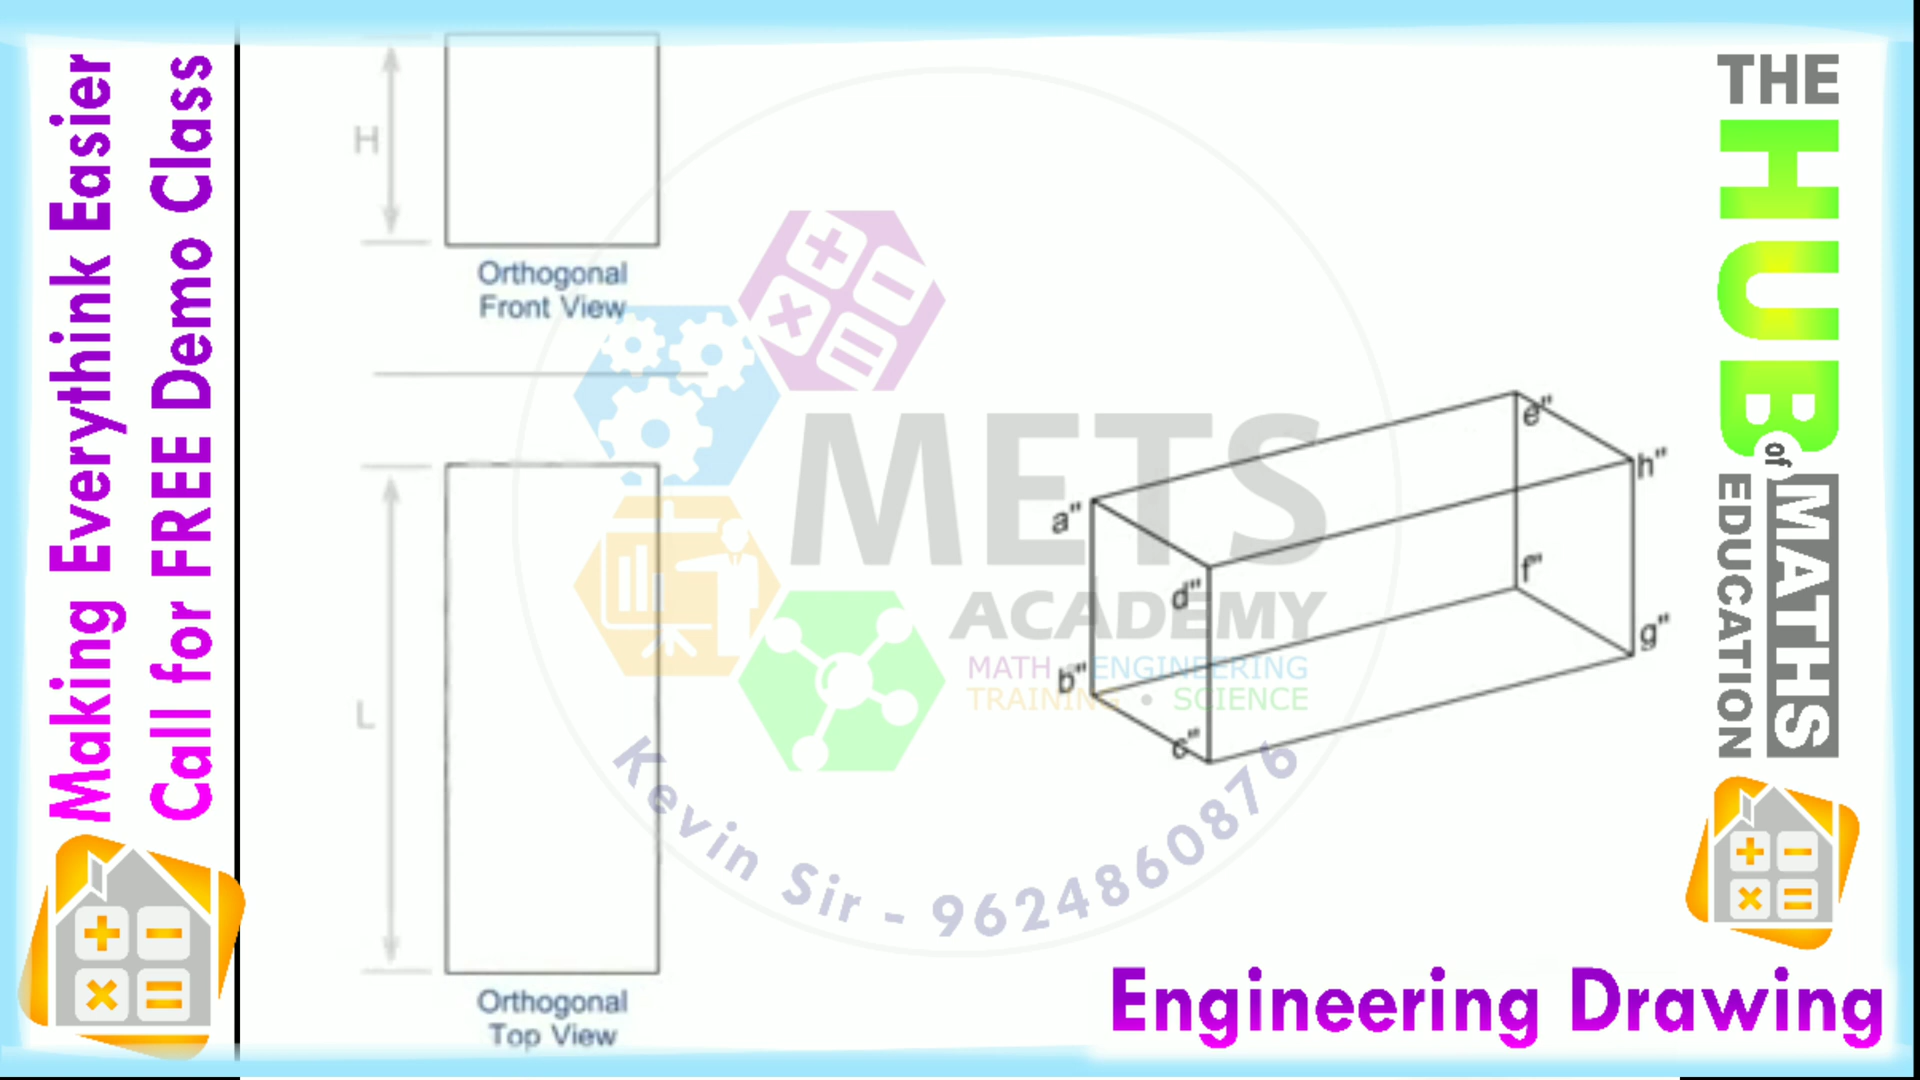 Making Everythink Easier
Call for FREE Demo Class
H
Orthogonal
Front View
L
Orthogonal
Top View
METS
ACADEMY
MATH • ENGINEERING
TRAINING • SCIENCE
Kevin Sir - 9624860876
e"
h"
a"
d"
f"
g"
b"
c"
THE
HUB
of
MATHS
EDUCATION
Engineering Drawing